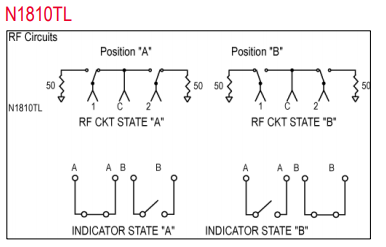 N1810TL
RF Circuits
Position "A" Position "B"
50 50 50 50
N1810TL 1 C 2 1 C 2
RF CKT STATE "A" RF CKT STATE "B"
A A B B A A B B
INDICATOR STATE "A" INDICATOR STATE "B"